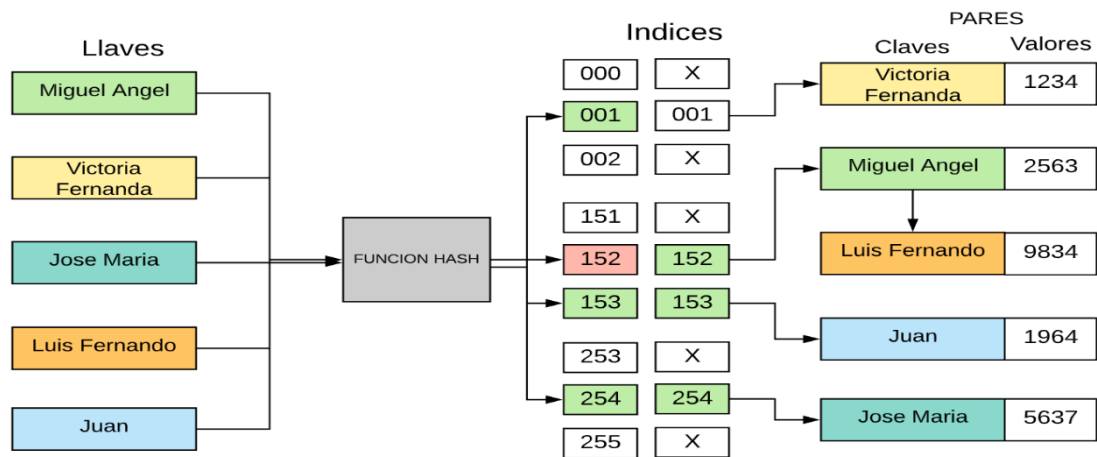 PARES
Llaves
Indices
Claves
Valores
Miguel Angel
Victoria
Fernanda
Jose Maria
Luis Fernando
Juan
FUNCION HASH
000
X
001
001
002
X
151
X
152
152
153
153
253
X
254
254
255
X
Victoria
Fernanda
1234
Miguel Angel
2563
Luis Fernando
9834
Juan
1964
Jose Maria
5637